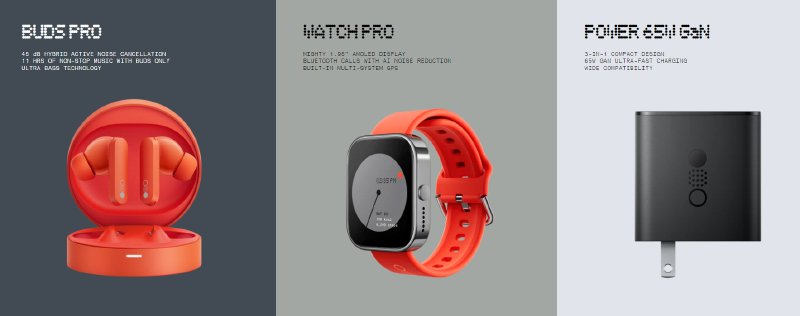 BUDS PRO
45 dB HYBRID ACTIVE NOISE CANCELLATION
11 HRS OF NON-STOP MUSIC WITH BUDS ONLY
ULTRA BASS TECHNOLOGY
WATCH PRO
MIGHTY 1.96" AMOLED DISPLAY
BLUETOOTH CALLS WITH AI NOISE REDUCTION
BUILT-IN MULTI-SYSTEM GPS
POWER 65W GaN
3-IN-1 COMPACT DESIGN
65W GAN ULTRA-FAST CHARGING
WIDE COMPATIBILITY